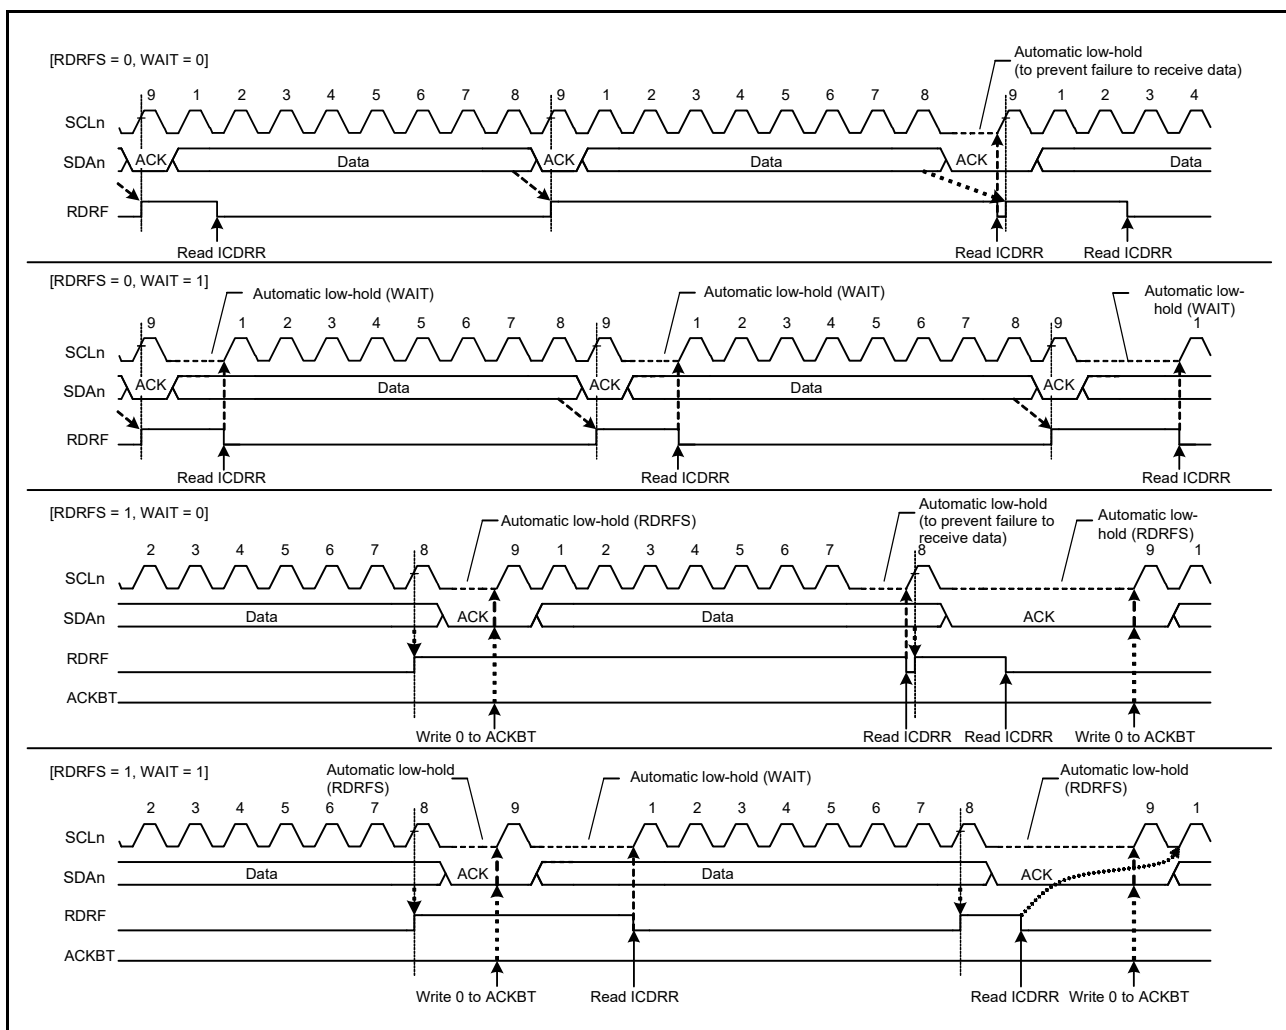 [RDRFS = 0, WAIT = 0]
Automatic low-hold
(to prevent failure to receive data)
9 1 2 3 4 5 6 7 8 9 1 2 3 4 5 6 7 8 9 1 2 3 4
SCLn
SDAn ACK Data ACK Data ACK Data
RDRF
Read ICDRR Read ICDRR Read ICDRR
[RDRFS = 0, WAIT = 1]
Automatic low-hold (WAIT) Automatic low-hold (WAIT) Automatic low-
hold (WAIT)
9 1 2 3 4 5 6 7 8 9 1 2 3 4 5 6 7 8 9 1
SCLn
SDAn ACK Data ACK Data ACK
RDRF
Read ICDRR Read ICDRR Read ICDRR
[RDRFS = 1, WAIT = 0]
Automatic low-hold (RDRFS)
Automatic low-hold
(to prevent failure to
receive data)
Automatic low-
hold (RDRFS)
2 3 4 5 6 7 8 9 1 2 3 4 5 6 7 8 9 1
SCLn
SDAn Data ACK Data ACK
RDRF
ACKBT
Write 0 to ACKBT Read ICDRR Read ICDRR Write 0 to ACKBT
[RDRFS = 1, WAIT = 1]
Automatic low-hold
(RDRFS)
Automatic low-hold (WAIT)
Automatic low-hold
(RDRFS)
2 3 4 5 6 7 8 9 1 2 3 4 5 6 7 8 9 1
SCLn
SDAn Data ACK Data ACK
RDRF
ACKBT
Write 0 to ACKBT Read ICDRR Read ICDRR Write 0 to ACKBT